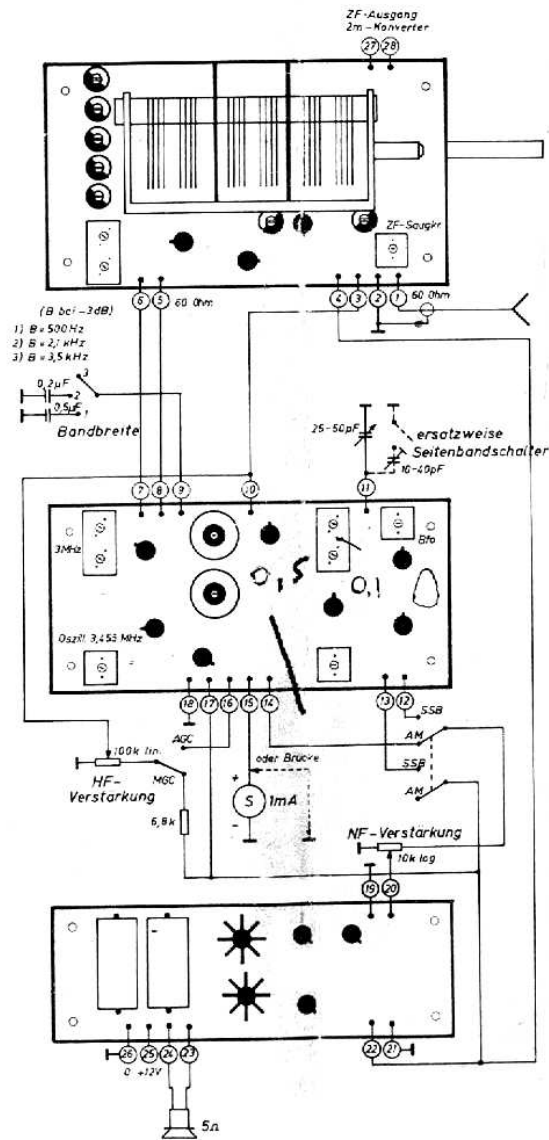 ZF-Ausgang
2m-Konverter
27 28
ZF-Saugkr.
6 5 60 Ohm
4 3 2 1 60 Ohm
(B bei -3dB)
1) B = 500Hz
2) B = 2,1 kHz
3) B = 3,5 kHz
3
0,2µF
2
0,5µF
1
Bandbreite
25-50pF
ersatzweise
Seitenbandschalter
10-40pF
7 8 9 10 11
3MHz
Bfo
0,5
0,1
Oszill. 3,455 MHz
18 17 16 15 14 13 12
SSB
AGC
AM
oder Brücke
SSB
100k lin.
MGC
HF-
Verstärkung
+
S 1mA
-
AM
6,8k
NF-Verstärkung
10k log
19 20
-
26 25 24 23
22 21
0 +12V
5Ω